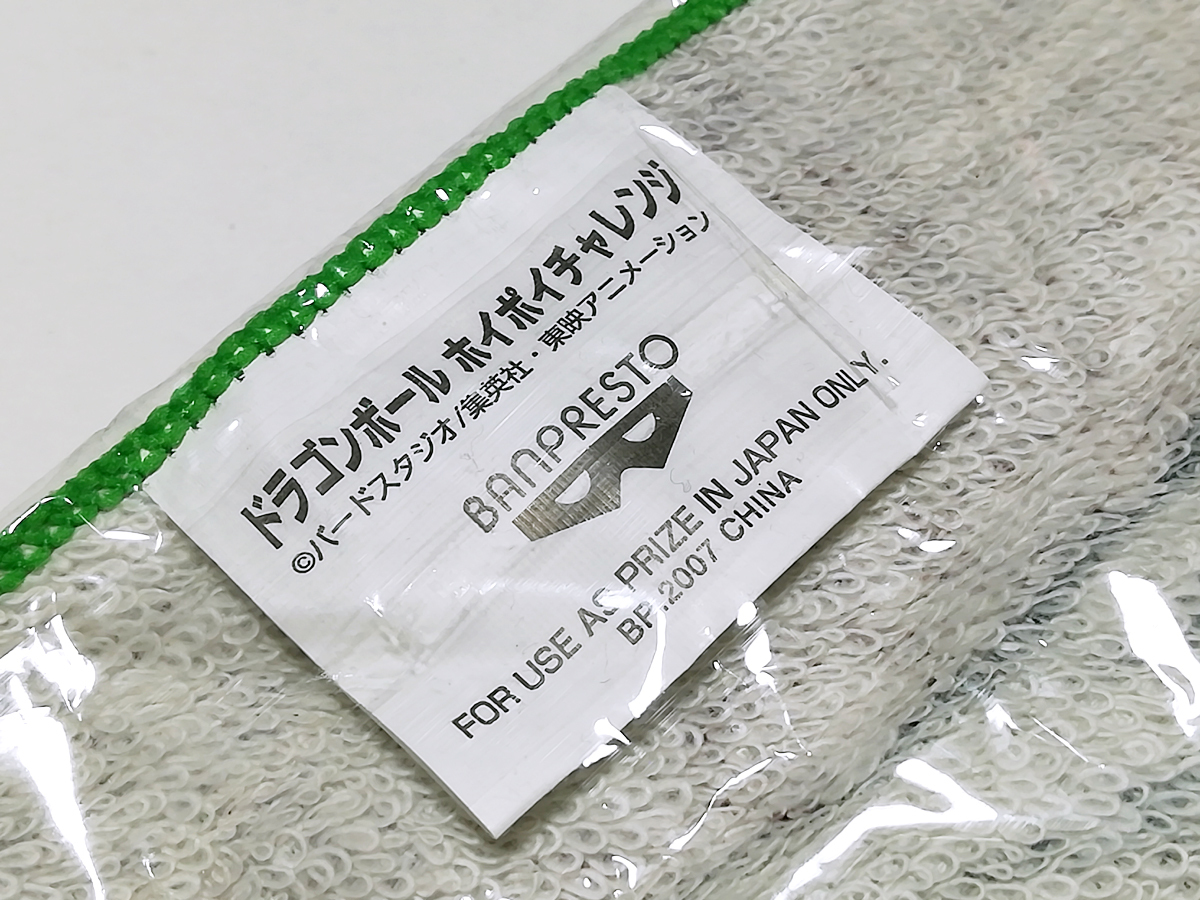 ドラゴンボール ホイポイチャレンジ
©バードスタジオ/集英社・東映アニメーション
BANPRESTO
FOR USE AS PRIZE IN JAPAN ONLY.
BP.2007 CHINA